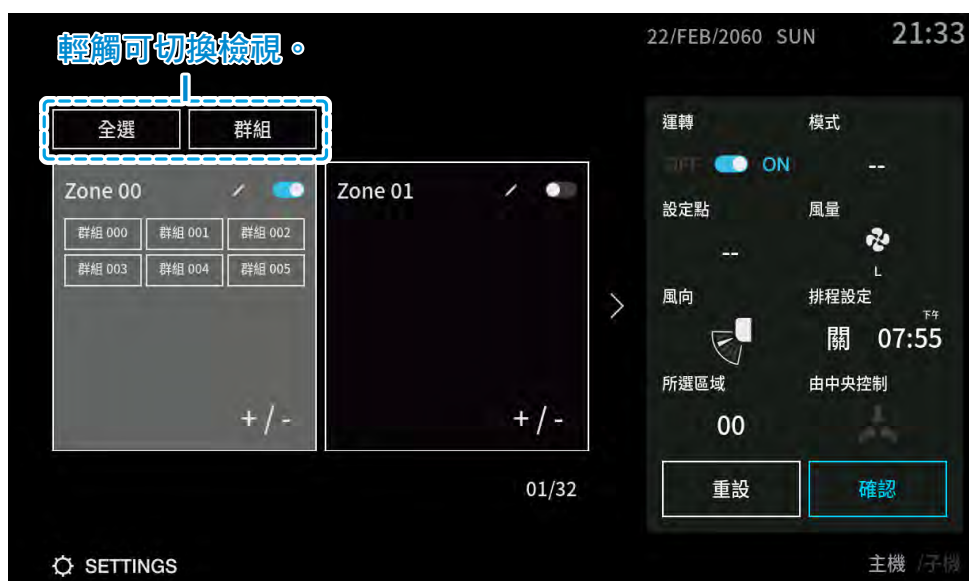 22/FEB/2060 SUN 21:33
輕觸可切換檢視。
全選 群組
Zone 00
群組 000 群組 001 群組 002
群組 003 群組 004 群組 005
+ / -
Zone 01
+ / -
01/32
運轉 模式
OFF ON --
設定點 風量
--
L
風向 排程設定
下午
關 07:55
所選區域 由中央控制
00
重設 確認
SETTINGS
主機 /子機